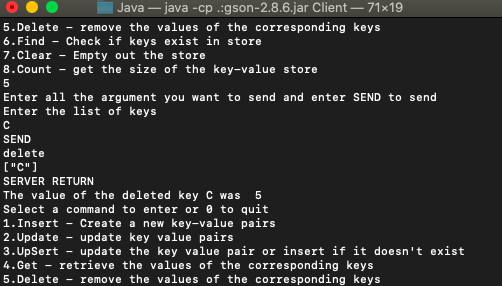 Java — java -cp .:gson-2.8.6.jar Client — 71×19
5.Delete - remove the values of the corresponding keys
6.Find - Check if keys exist in store
7.Clear - Empty out the store
8.Count - get the size of the key-value store
5
Enter all the argument you want to send and enter SEND to send
Enter the list of keys
C
SEND
delete
["C"]
SERVER RETURN
The value of the deleted key C was  5
Select a command to enter or 0 to quit
1.Insert - Create a new key-value pairs
2.Update - update key value pairs
3.UpSert - update the key value pair or insert if it doesn't exist
4.Get - retrieve the values of the corresponding keys
5.Delete - remove the values of the corresponding keys